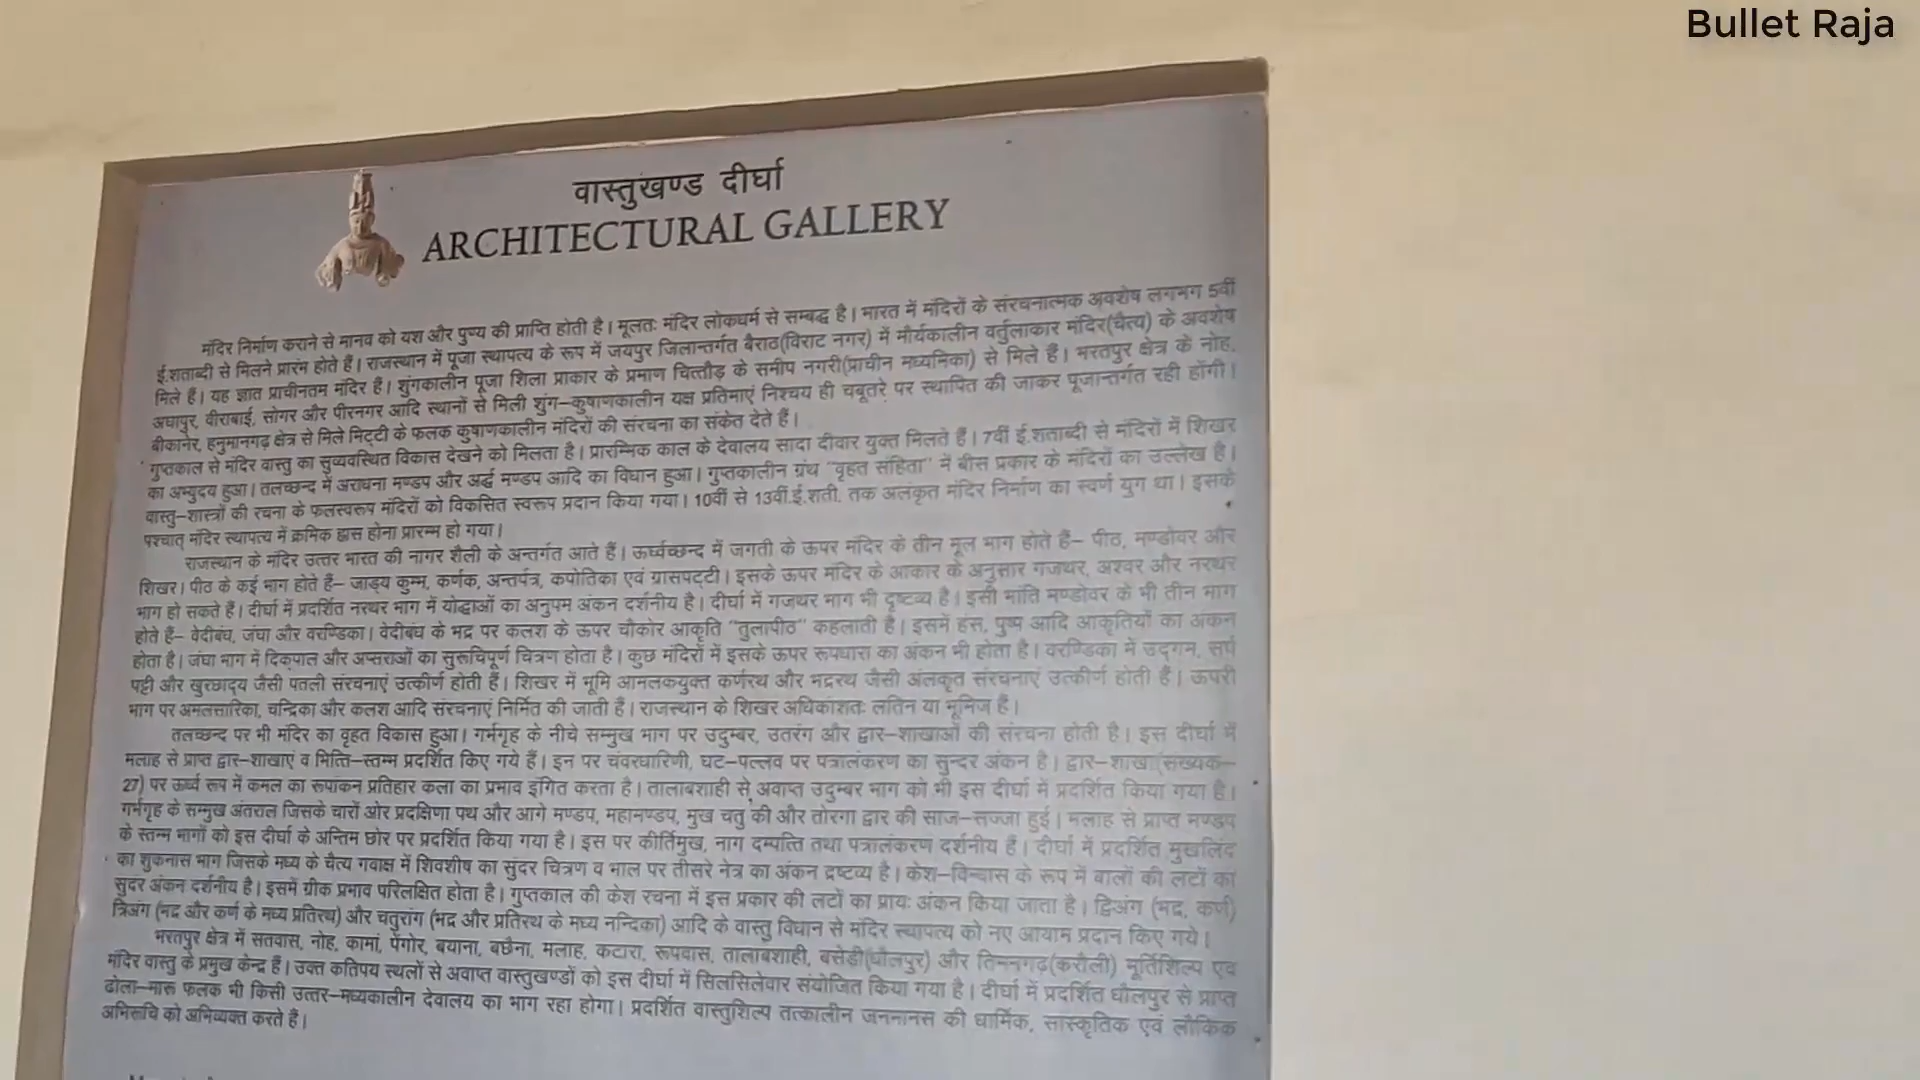 Bullet Raja
वास्तुखण्ड दीर्घा
ARCHITECTURAL GALLERY
मंदिर निर्माण कराने से मानव को यश और पुण्य की प्राप्ति होती है। मूलतः मंदिर लोकधर्म से सम्बद्ध है। भारत में मंदिरों के संरचनात्मक अवशेष लगभग 5वीं
ई.शताब्दी से मिलने प्रारंभ होते हैं। राजस्थान में पूजा स्थापत्य के रूप में जयपुर जिलान्तर्गत बैराठ(विराट नगर) में मौर्यकालीन वर्तुलाकार मंदिर(चैत्य) के अवशेष
मिले हैं। यह ज्ञात प्राचीनतम मंदिर है। शुंगकालीन पूजा शिला प्राकार के प्रमाण चित्तौड़ के समीप नगरी(प्राचीन मध्यमिका) से मिले हैं। भरतपुर क्षेत्र के नोंह,
अघापुर, वीराबाई, सोगर और पीरनगर आदि स्थानों से मिली शुंग–कुषाणकालीन यक्ष प्रतिमाएं निश्चय ही चबूतरे पर स्थापित की जाकर पूजान्तर्गत रही होंगी।
बीकानेर, हनुमानगढ़ क्षेत्र से मिले मिट्टी के फलक कुषाणकालीन मंदिरों की संरचना का संकेत देते हैं।
गुप्तकाल से मंदिर वास्तु का सुव्यवस्थित विकास देखने को मिलता है। प्रारम्भिक काल के देवालय सादा दीवार युक्त मिलते हैं। 7वीं ई.शताब्दी से मंदिरों में शिखर
का अभ्युदय हुआ। तलच्छन्द में अराधना मण्डप और अर्द्ध मण्डप आदि का विधान हुआ। गुप्तकालीन ग्रंथ "वृहत संहिता" में बीस प्रकार के मंदिरों का उल्लेख है।
वास्तु–शास्त्रों की रचना के फलस्वरूप मंदिरों को विकसित स्वरूप प्रदान किया गया। 10वीं से 13वीं.ई.शती. तक अलंकृत मंदिर निर्माण का स्वर्ण युग था। इसके
पश्चात् मंदिर स्थापत्य में क्रमिक ह्रास होना प्रारम्भ हो गया।
राजस्थान के मंदिर उत्तर भारत की नागर शैली के अन्तर्गत आते हैं। ऊर्ध्वच्छन्द में जगती के ऊपर मंदिर के तीन मूल भाग होते हैं– पीठ, मण्डोवर और
शिखर। पीठ के कई भाग होते हैं– जाड्य कुम्भ, कर्णक, अन्तर्पत्र, कपोतिका एवं ग्रासपट्टी। इसके ऊपर मंदिर के आकार के अनुसार गजथर, अश्वर और नरथर
भाग हो सकते हैं। दीर्घा में प्रदर्शित नरथर भाग में योद्धाओं का अनुपम अंकन दर्शनीय है। दीर्घा में गजथर भाग भी दृष्टव्य है। इसी भांति मण्डोवर के भी तीन भाग
होते हैं– वेदीबंध, जंघा और वरण्डिका। वेदीबंध के भद्र पर कलश के ऊपर चौकोर आकृति "तुलापीठ" कहलाती है। इसमें हंस, पुष्प आदि आकृतियों का अंकन
होता है। जंघा भाग में दिक्पाल और अप्सराओं का सुरूचिपूर्ण चित्रण होता है। कुछ मंदिरों में इसके ऊपर रूपधारा का अंकन भी होता है। वरण्डिका में उद्गन, सर्प
पट्टी और खुरछाद्य जैसी पतली संरचनाएं उत्कीर्ण होती हैं। शिखर में भूमि आमलकयुक्त कर्णरथ और भद्ररथ जैसी अलंकृत संरचनाएं उत्कीर्ण होती हैं। ऊपरी
भाग पर अमलसारिका, चन्द्रिका और कलश आदि संरचनाएं निर्मित की जाती हैं। राजस्थान के शिखर अधिकांशतः लतिन या भूमिज हैं।
तलच्छन्द पर भी मंदिर का वृहत विकास हुआ। गर्भगृह के नीचे सम्मुख भाग पर उदुम्बर, उतरंग और द्वार–शाखाओं की संरचना होती है। इस दीर्घा में
मलाह से प्राप्त द्वार–शाखाएं व भित्ति–स्तम्भ प्रदर्शित किए गये हैं। इन पर चंवरधारिणी, घट–पल्लव पर पत्रालंकरण का सुन्दर अंकन है। द्वार–शाखा(संख्यक–
27) पर ऊर्ध्व रूप में कमल का रूपांकन प्रतिहार कला का प्रभाव इंगित करता है। तालाबशाही से अवाप्त उदुम्बर भाग को भी इस दीर्घा में प्रदर्शित किया गया है।
गर्भगृह के सम्मुख अंतराल जिसके चारों ओर प्रदक्षिणा पथ और आगे मण्डप, महामण्डप, मुख चतुष्की और तोरण द्वार की साज–सज्जा हुई। मलाह से प्राप्त मण्डप
के स्तम्भ भागों को इस दीर्घा के अन्तिम छोर पर प्रदर्शित किया गया है। इस पर कीर्तिमुख, नाग दम्पत्ति तथा पत्रालंकरण दर्शनीय हैं। दीर्घा में प्रदर्शित मुखलिंद
का शुकनास भाग जिसके मध्य के चैत्य गवाक्ष में शिवशीष का सुंदर चित्रण व भाल पर तीसरे नेत्र का अंकन द्रष्टव्य है। केश–विन्यास के रूप में बालों की लटों का
सुंदर अंकन दर्शनीय है। इसमें ग्रीक प्रभाव परिलक्षित होता है। गुप्तकाल की केश रचना में इस प्रकार की लटों का प्रायः अंकन किया जाता है। द्विअंग (भद्र, कर्ण)
त्रिअंग (भद्र और कर्ण के मध्य प्रतिरथ) और चतुरांग (भद्र और प्रतिरथ के मध्य नन्दिका) आदि के वास्तु विधान से मंदिर स्थापत्य को नए आयाम प्रदान किए गये।
भरतपुर क्षेत्र में सतवास, नोह, कामां, पेंगोर, बयाना, बछैना, मलाह, कटारा, रूपवास, तालाबशाही, बसेडी(धौलपुर) और तिमनगढ़(करौली) मूर्तिशिल्प एवं
मंदिर वास्तु के प्रमुख केन्द्र हैं। उक्त कतिपय स्थलों से अवाप्त वास्तुखण्डों को इस दीर्घा में सिलसिलेवार संयोजित किया गया है। दीर्घा में प्रदर्शित धौलपुर से प्राप्त
ढोला–मारू फलक भी किसी उत्तर–मध्यकालीन देवालय का भाग रहा होगा। प्रदर्शित वास्तुशिल्प तत्कालीन जनमानस की धार्मिक, सांस्कृतिक एवं लौकिक
अभिरूचि को अभिव्यक्त करते हैं।